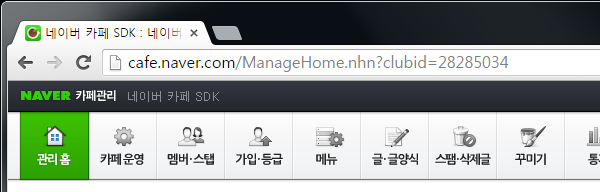 네이버 카페 SDK : 네이버
cafe.naver.com/ManageHome.nhn?clubid=28285034
NAVER 카페관리 네이버 카페 SDK
관리 홈 카페 운영 멤버·스탭 가입·등급 메뉴 글·글양식 스팸·삭제글 꾸미기